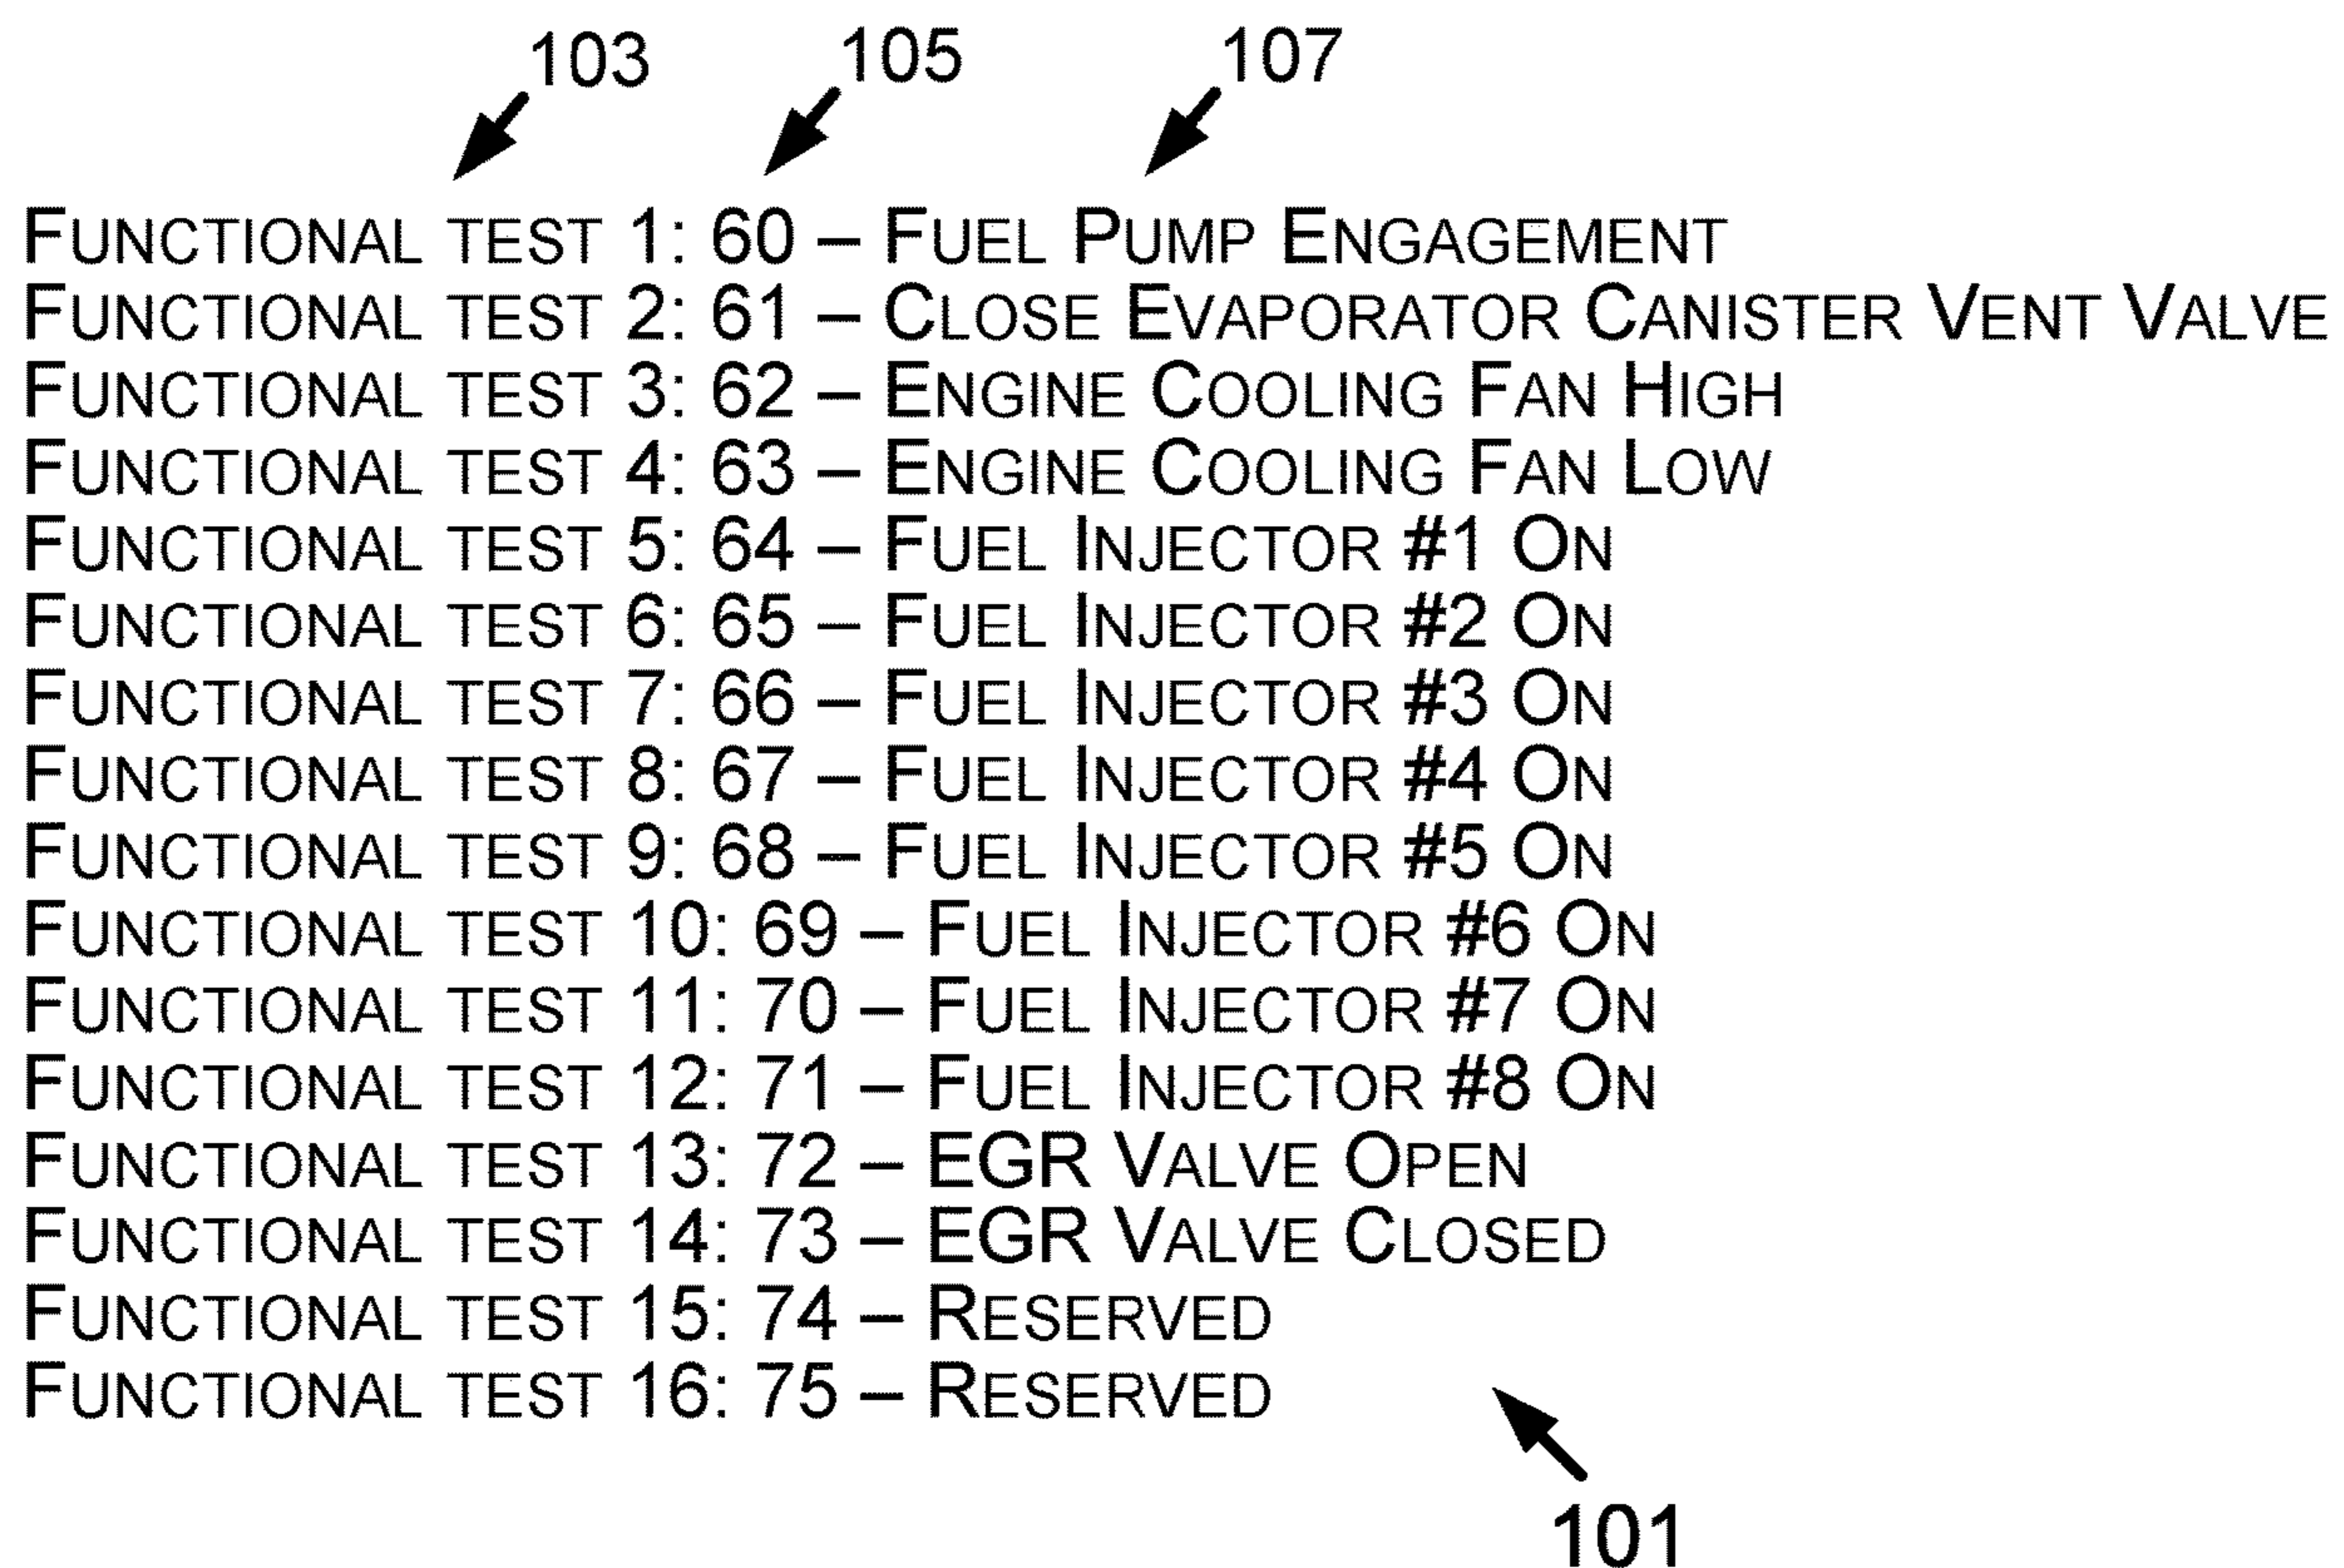 103 105 107
FUNCTIONAL TEST 1: 60 – FUEL PUMP ENGAGEMENT
FUNCTIONAL TEST 2: 61 – CLOSE EVAPORATOR CANISTER VENT VALVE
FUNCTIONAL TEST 3: 62 – ENGINE COOLING FAN HIGH
FUNCTIONAL TEST 4: 63 – ENGINE COOLING FAN LOW
FUNCTIONAL TEST 5: 64 – FUEL INJECTOR #1 ON
FUNCTIONAL TEST 6: 65 – FUEL INJECTOR #2 ON
FUNCTIONAL TEST 7: 66 – FUEL INJECTOR #3 ON
FUNCTIONAL TEST 8: 67 – FUEL INJECTOR #4 ON
FUNCTIONAL TEST 9: 68 – FUEL INJECTOR #5 ON
FUNCTIONAL TEST 10: 69 – FUEL INJECTOR #6 ON
FUNCTIONAL TEST 11: 70 – FUEL INJECTOR #7 ON
FUNCTIONAL TEST 12: 71 – FUEL INJECTOR #8 ON
FUNCTIONAL TEST 13: 72 – EGR VALVE OPEN
FUNCTIONAL TEST 14: 73 – EGR VALVE CLOSED
FUNCTIONAL TEST 15: 74 – RESERVED
FUNCTIONAL TEST 16: 75 – RESERVED
101